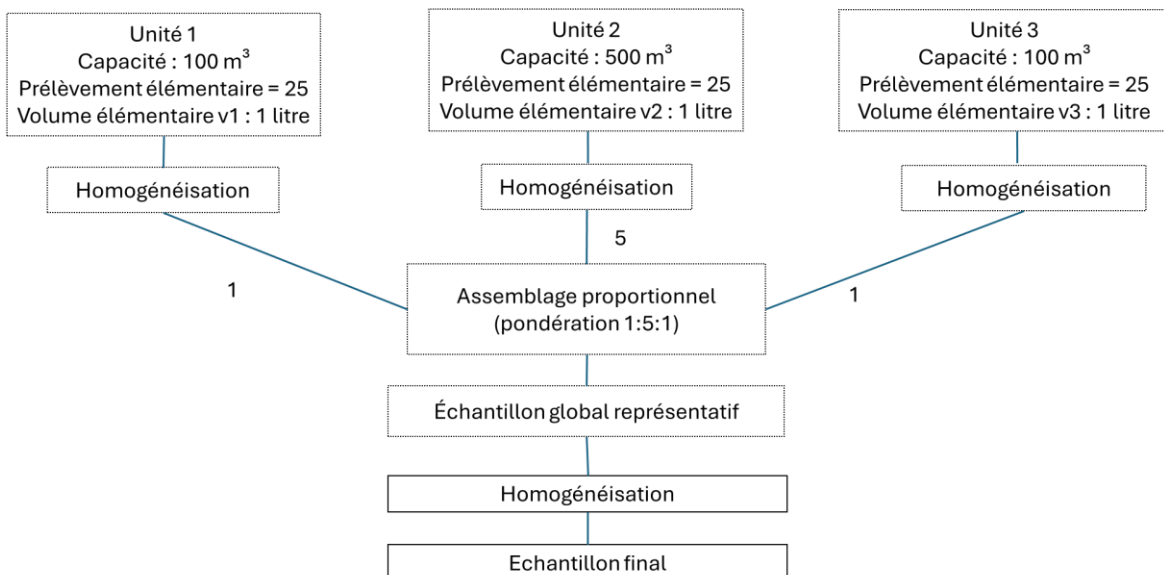 Unité 1
Capacité : 100 m³
Prélèvement élémentaire = 25
Volume élémentaire v1 : 1 litre
Unité 2
Capacité : 500 m³
Prélèvement élémentaire = 25
Volume élémentaire v2 : 1 litre
Unité 3
Capacité : 100 m³
Prélèvement élémentaire = 25
Volume élémentaire v3 : 1 litre
Homogénéisation
Homogénéisation
Homogénéisation
1
5
1
Assemblage proportionnel
(pondération 1:5:1)
Échantillon global représentatif
Homogénéisation
Echantillon final